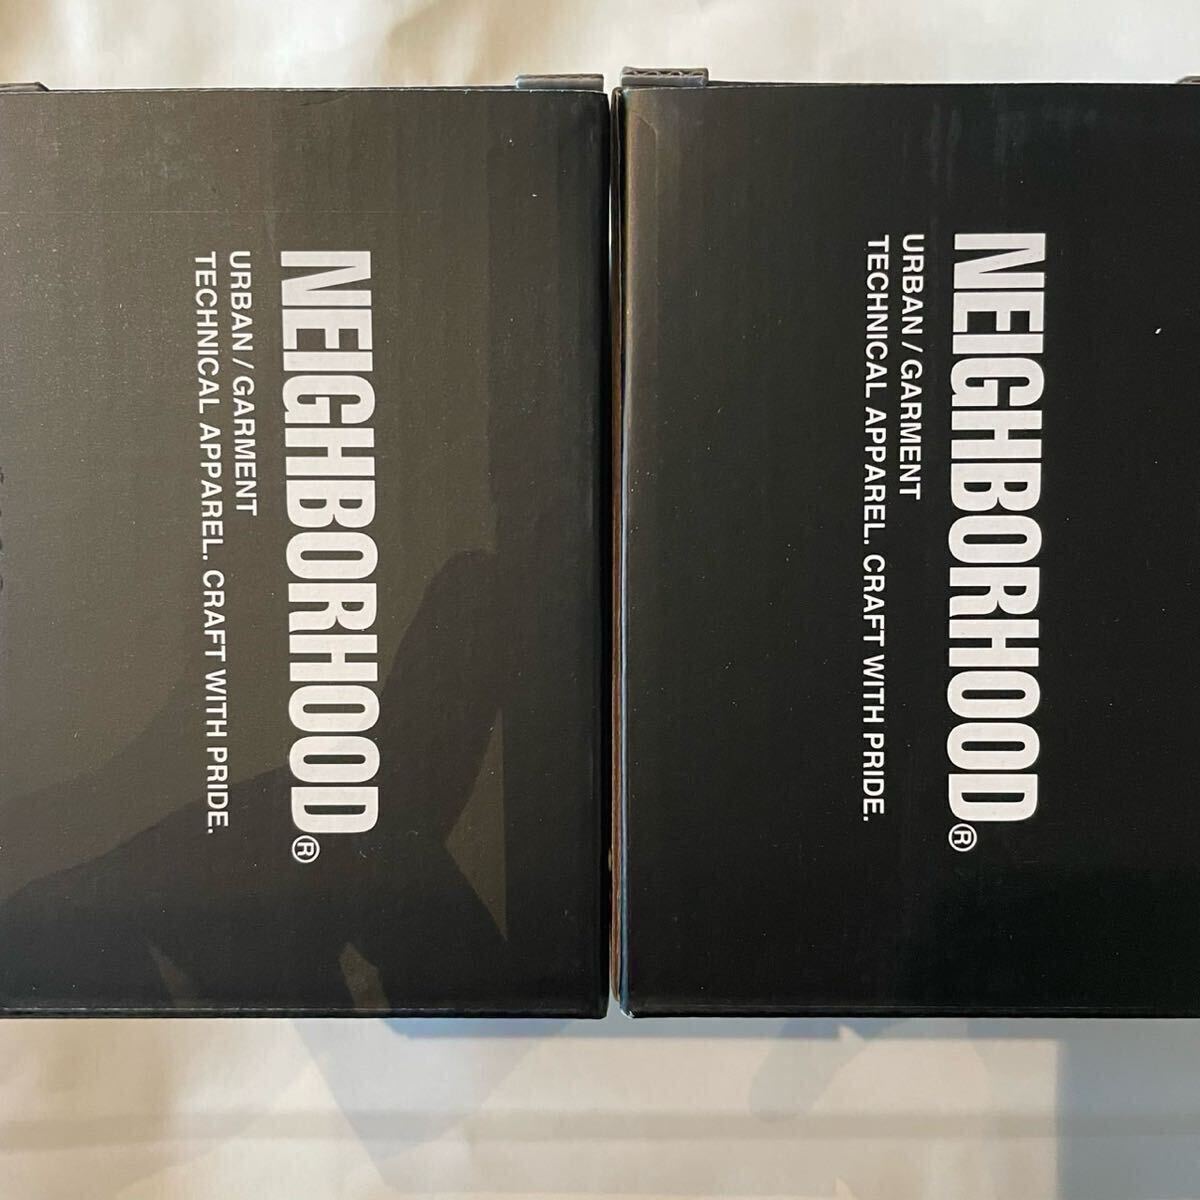 NEIGHBORHOOD®
URBAN / GARMENT
TECHNICAL APPAREL. CRAFT WITH PRIDE.
NEIGHBORHOOD®
URBAN / GARMENT
TECHNICAL APPAREL. CRAFT WITH PRIDE.